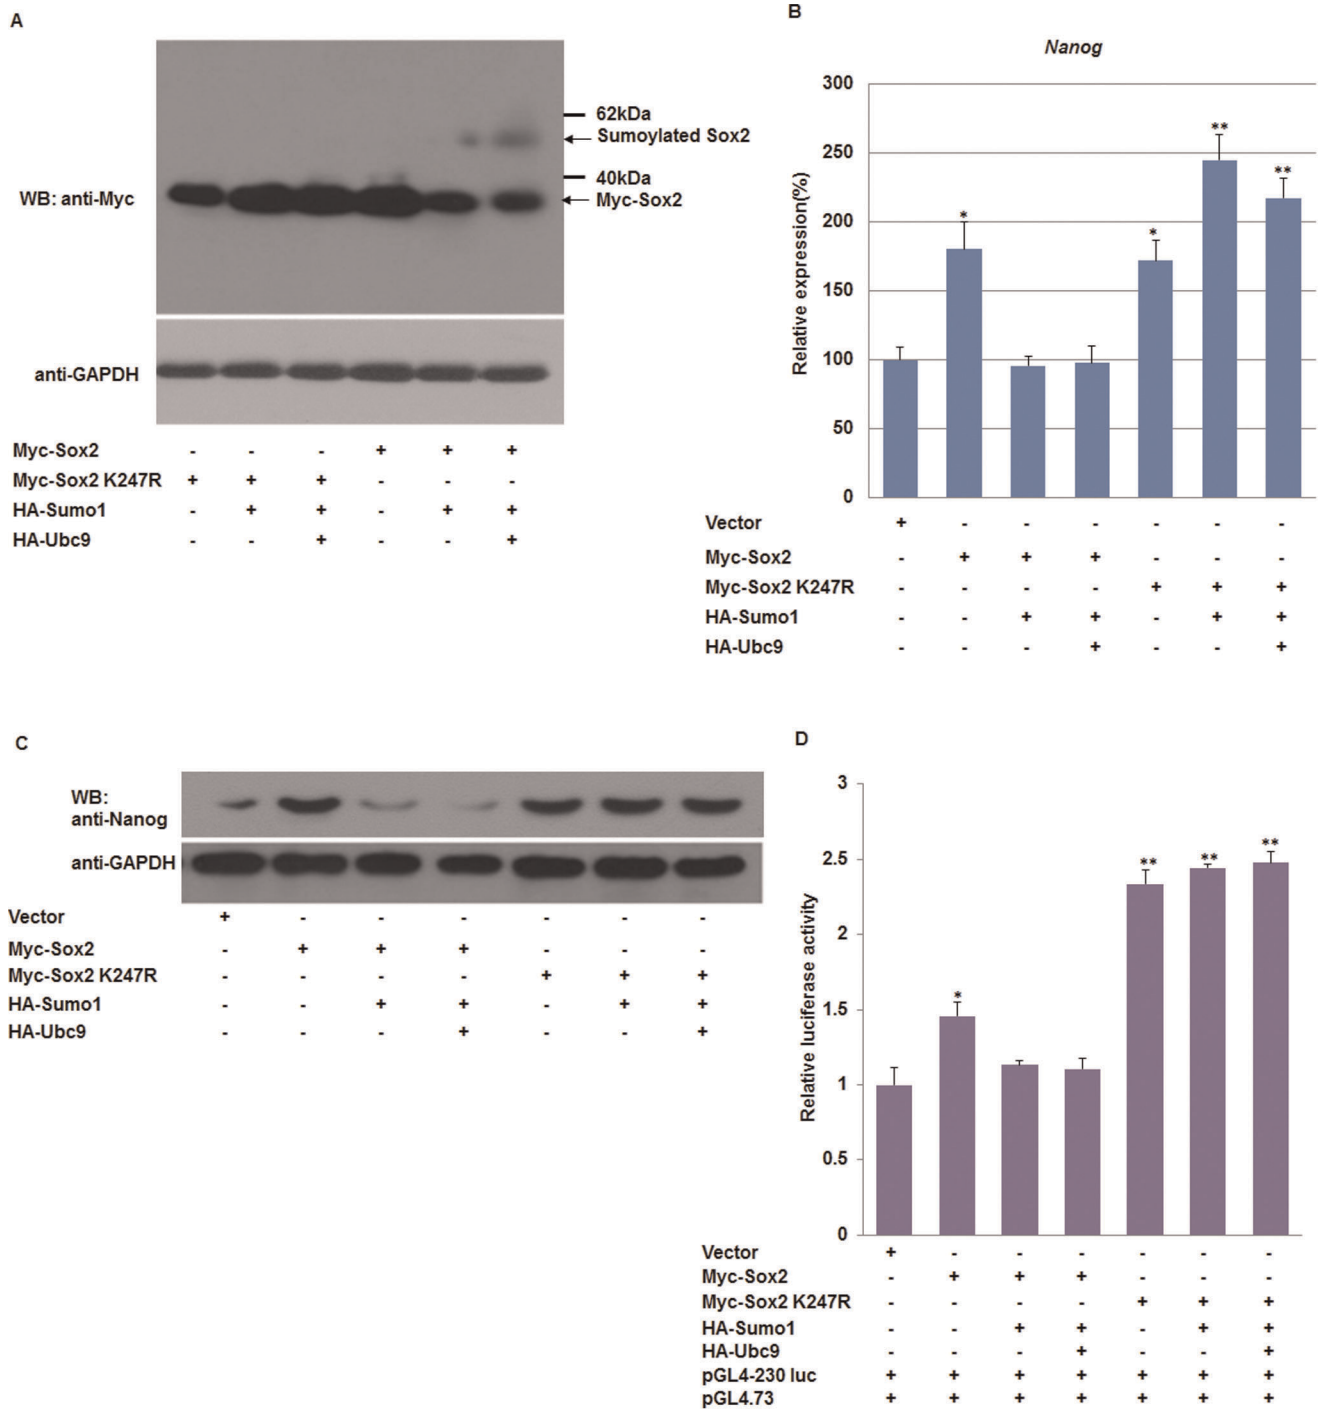 A
62kDa
Sumoylated Sox2
40kDa
Myc-Sox2
WB: anti-Myc
anti-GAPDH
Myc-Sox2 - - - + + +
Myc-Sox2 K247R + + + - - -
HA-Sumo1 - + + - + +
HA-Ubc9 - - + - - +
B
Nanog
Relative expression(%)
300
250
200
150
100
50
0
* * ** **
Vector + - - - - - -
Myc-Sox2 - + + + - - -
Myc-Sox2 K247R - - - - + + +
HA-Sumo1 - - + + - + +
HA-Ubc9 - - - + - - +
C
WB:
anti-Nanog
anti-GAPDH
Vector + - - - - - -
Myc-Sox2 - + + + - - -
Myc-Sox2 K247R - - - - + + +
HA-Sumo1 - - + + - + +
HA-Ubc9 - - - + - - +
D
Relative luciferase activity
3
2.5
2
1.5
1
0.5
0
* ** ** **
Vector + - - - - - -
Myc-Sox2 - + + + - - -
Myc-Sox2 K247R - - - - + + +
HA-Sumo1 - - + + - + +
HA-Ubc9 - - - + - - +
pGL4-230 luc + + + + + + +
pGL4.73 + + + + + + +